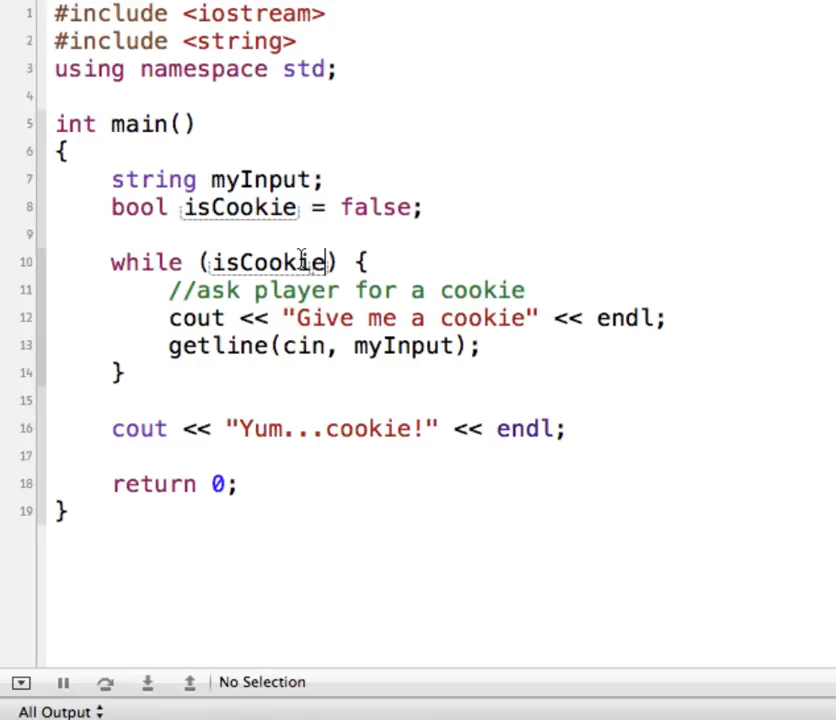 1 #include <iostream>
2 #include <string>
3 using namespace std;
4
5 int main()
6 {
7 string myInput;
8 bool isCookie = false;
9
10 while (isCookie) {
11 //ask player for a cookie
12 cout << "Give me a cookie" << endl;
13 getline(cin, myInput);
14 }
15
16 cout << "Yum...cookie!" << endl;
17
18 return 0;
19 }
No Selection
All Output